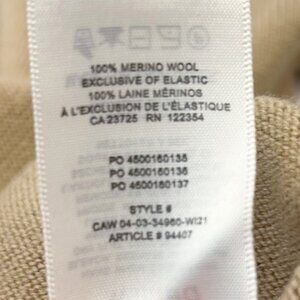 100% MERINO WOOL
EXCLUSIVE OF ELASTIC
100% LAINE MÉRINOS
À L'EXCLUSION DE L'ÉLASTIQUE
CA 23725 RN 122354
PO 4500160135
PO 4500160136
PO 4500160137
STYLE #
CAW 04-03-34960-WI21
ARTICLE # 94407